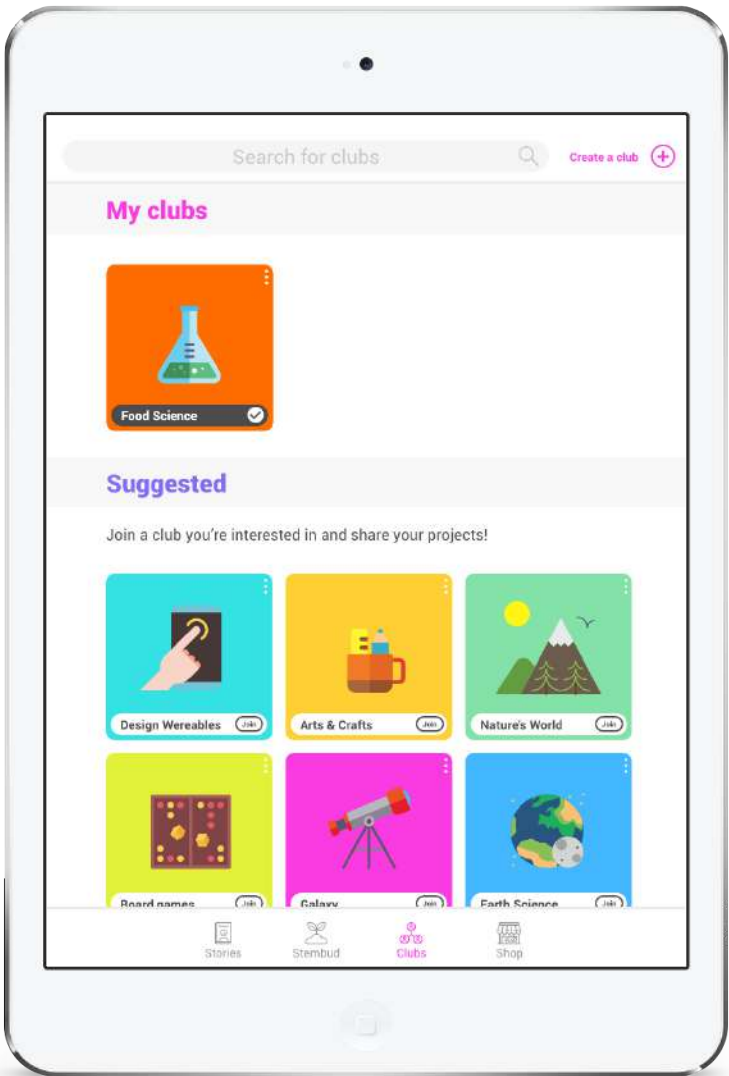 Search for clubs
Create a club
My clubs
Food Science
Suggested
Join a club you're interested in and share your projects!
Design Wereables Join
Arts & Crafts Join
Nature's World Join
Board games Join
Galaxy Join
Earth Science Join
Stories
Stembud
Clubs
Shop